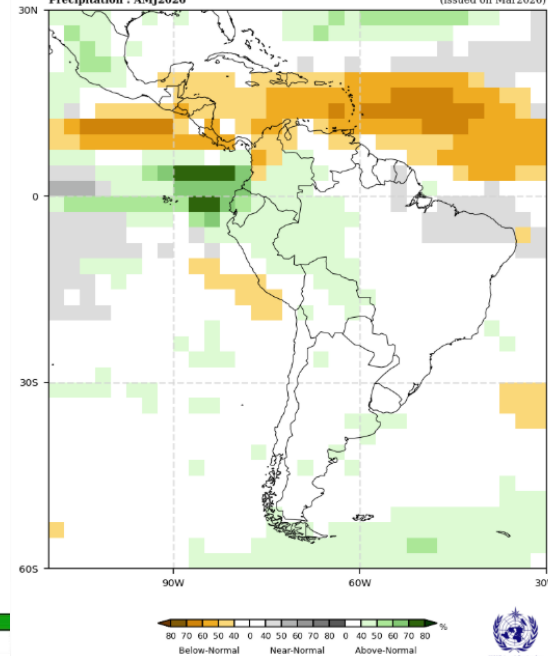 Precipitation : AMJ2026 (issued on Mar2026)
30N
0
30S
60S
90W 60W 30
80 70 60 50 40 0 40 50 60 70 80 0 40 50 60 70 80 %
Below-Normal Near-Normal Above-Normal